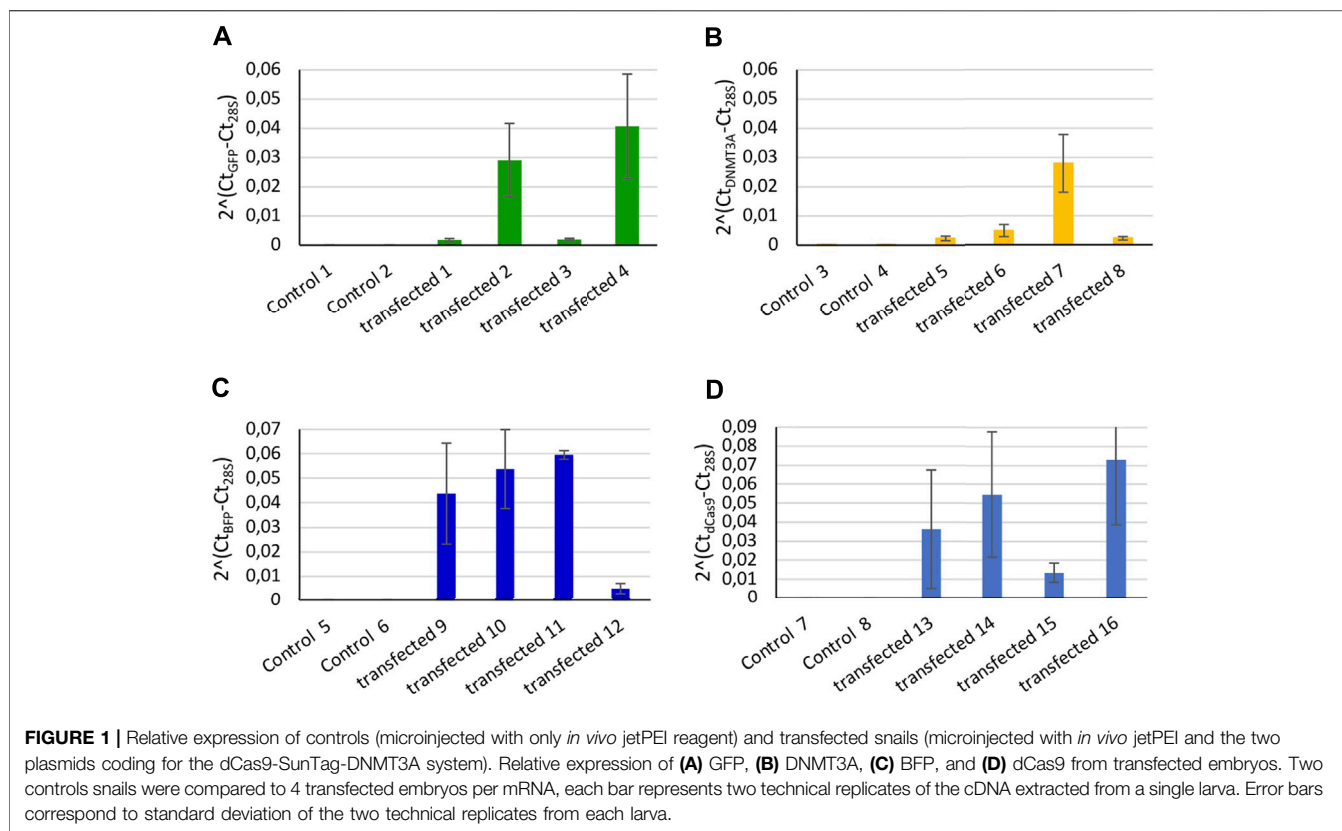 A
2^(CtGFP-Ct28S)
0,06
0,05
0,04
0,03
0,02
0,01
0
Control 1
Control 2
transfected 1
transfected 2
transfected 3
transfected 4
B
2^(CtDNMT3A-Ct28S)
0,06
0,05
0,04
0,03
0,02
0,01
0
Control 3
Control 4
transfected 5
transfected 6
transfected 7
transfected 8
C
2^(CtBFP-Ct28S)
0,07
0,06
0,05
0,04
0,03
0,02
0,01
0
Control 5
Control 6
transfected 9
transfected 10
transfected 11
transfected 12
D
2^(CtdCas9-Ct28S)
0,09
0,08
0,07
0,06
0,05
0,04
0,03
0,02
0,01
0
Control 7
Control 8
transfected 13
transfected 14
transfected 15
transfected 16
FIGURE 1 | Relative expression of controls (microinjected with only in vivo jetPEI reagent) and transfected snails (microinjected with in vivo jetPEI and the two
plasmids coding for the dCas9-SunTag-DNMT3A system). Relative expression of (A) GFP, (B) DNMT3A, (C) BFP, and (D) dCas9 from transfected embryos. Two
controls snails were compared to 4 transfected embryos per mRNA, each bar represents two technical replicates of the cDNA extracted from a single larva. Error bars
correspond to standard deviation of the two technical replicates from each larva.